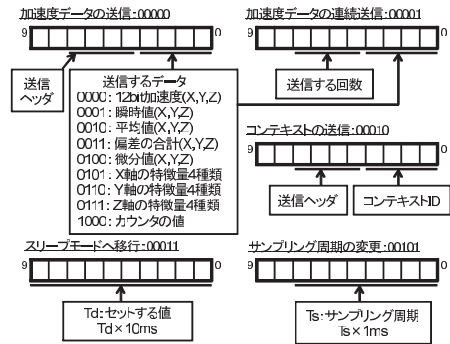 加速度データの送信:00000
9 0
送信
ヘッダ
送信するデータ
0000: 12bit加速度(X,Y,Z)
0001: 瞬時値(X,Y,Z)
0010: 平均値(X,Y,Z)
0011: 偏差の合計(X,Y,Z)
0100: 微分値(X,Y,Z)
0101: X軸の特徴量4種類
0110: Y軸の特徴量4種類
0111: Z軸の特徴量4種類
1000: カウンタの値
加速度データの連続送信:00001
9 0
送信する回数
コンテキストの送信:00010
9 0
送信ヘッダ
コンテキストID
スリープモードへ移行:00011
9 0
Td:セットする値
Td×10ms
サンプリング周期の変更:00101
9 0
Ts:サンプリング周期
Ts×1ms